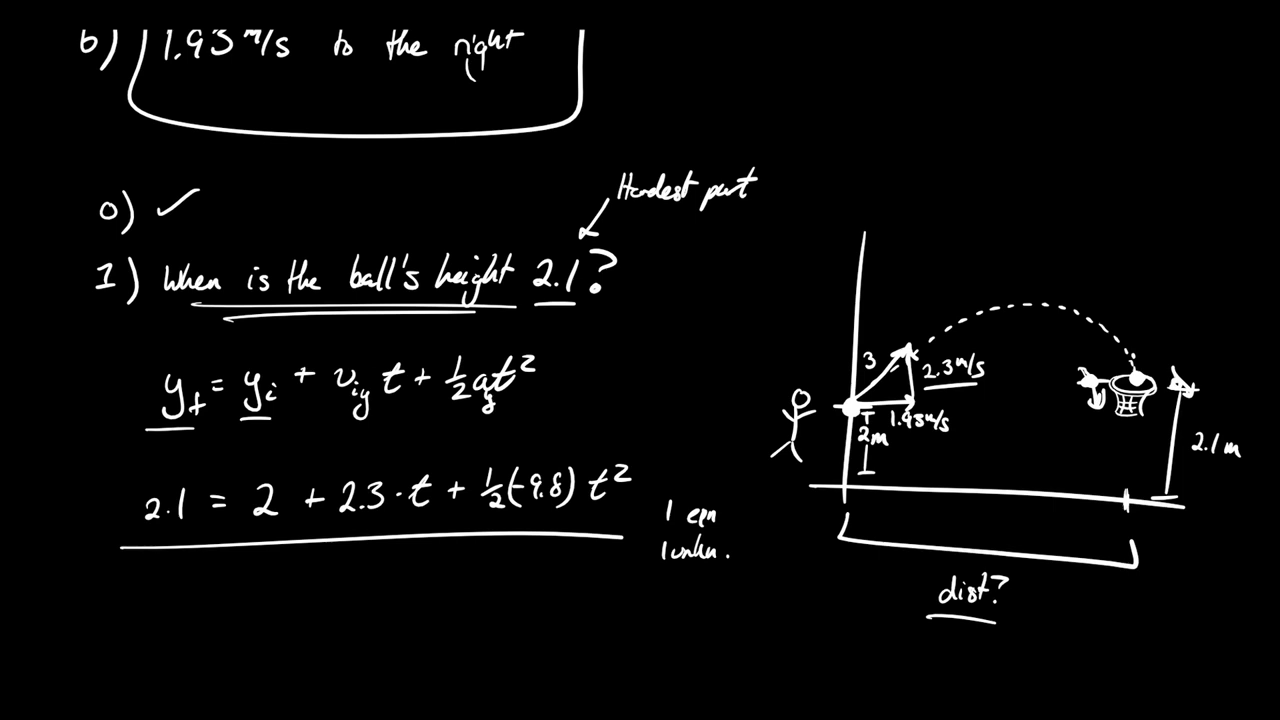 b) 1.93 m/s to the right
0) ✓
Hardest part
1) When is the ball's height 2.1?
y_f = y_i + v_iy t + 1/2 a_y t²
2.1 = 2 + 2.3 · t + 1/2 (-9.8) t²
1 eqn
1 unkn.
3
2.3 m/s
1.93 m/s
2m
2.1 m
dist?